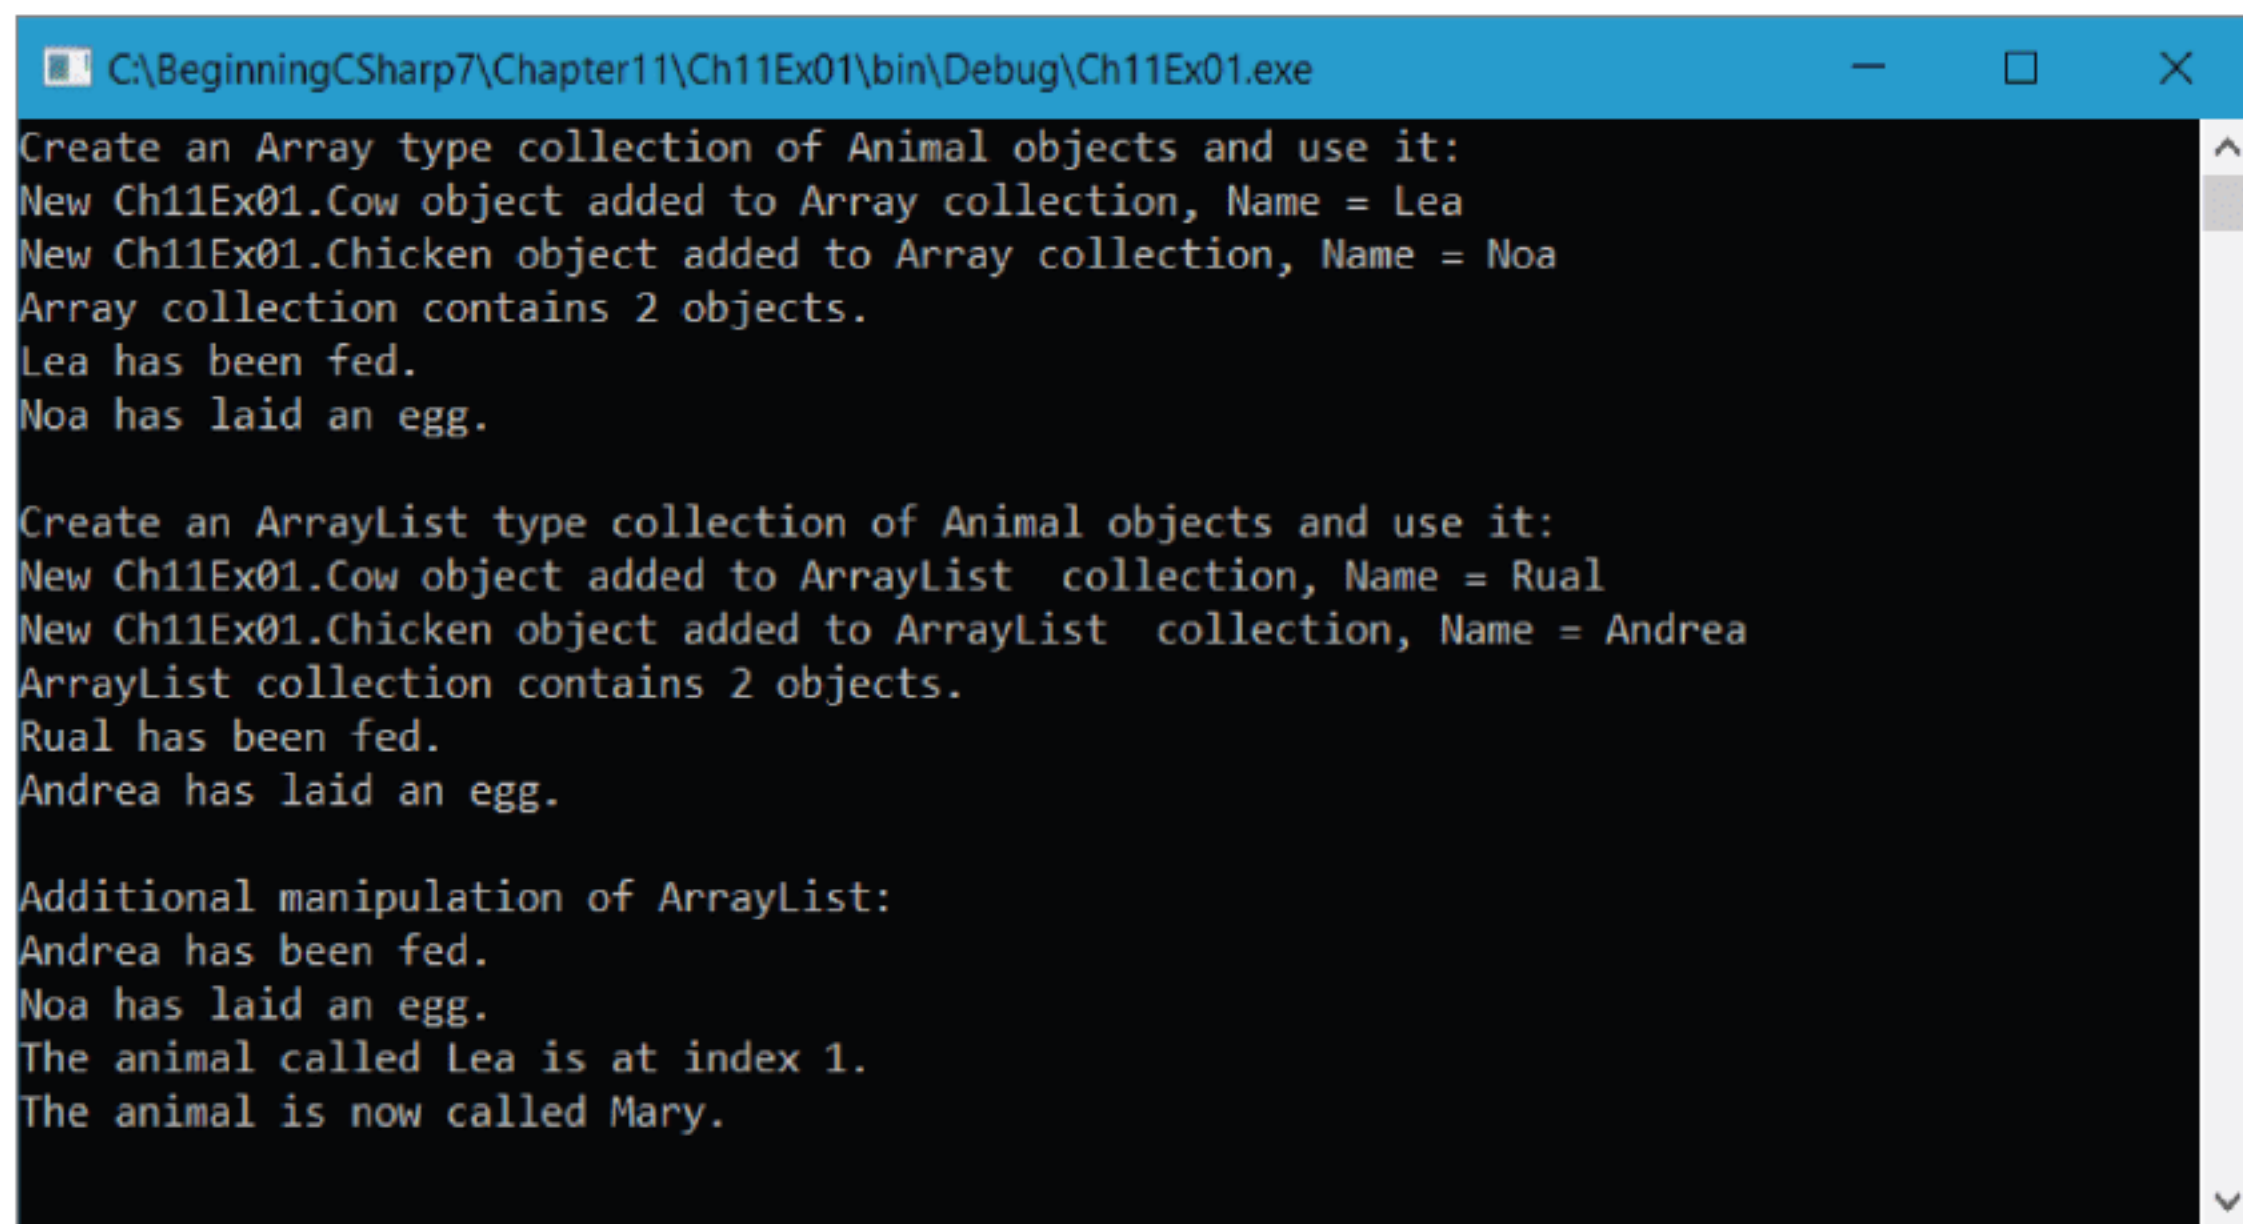 C:\BeginningCSharp7\Chapter11\Ch11Ex01\bin\Debug\Ch11Ex01.exe
Create an Array type collection of Animal objects and use it:
New Ch11Ex01.Cow object added to Array collection, Name = Lea
New Ch11Ex01.Chicken object added to Array collection, Name = Noa
Array collection contains 2 objects.
Lea has been fed.
Noa has laid an egg.
Create an ArrayList type collection of Animal objects and use it:
New Ch11Ex01.Cow object added to ArrayList  collection, Name = Rual
New Ch11Ex01.Chicken object added to ArrayList  collection, Name = Andrea
ArrayList collection contains 2 objects.
Rual has been fed.
Andrea has laid an egg.
Additional manipulation of ArrayList:
Andrea has been fed.
Noa has laid an egg.
The animal called Lea is at index 1.
The animal is now called Mary.